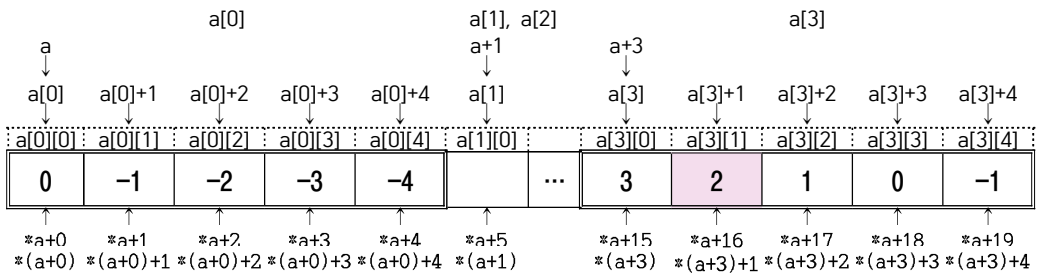 a[0] a[1], a[2] a[3]
a a+1 a+3
a[0] a[0]+1 a[0]+2 a[0]+3 a[0]+4 a[1] a[3] a[3]+1 a[3]+2 a[3]+3 a[3]+4
a[0][0] a[0][1] a[0][2] a[0][3] a[0][4] a[1][0] a[3][0] a[3][1] a[3][2] a[3][3] a[3][4]
0 −1 −2 −3 −4 ⋯ 3 2 1 0 −1
*a+0 *a+1 *a+2 *a+3 *a+4 *a+5 *a+15 *a+16 *a+17 *a+18 *a+19
*(a+0) *(a+0)+1 *(a+0)+2 *(a+0)+3 *(a+0)+4 *(a+1) *(a+3) *(a+3)+1 *(a+3)+2 *(a+3)+3 *(a+3)+4